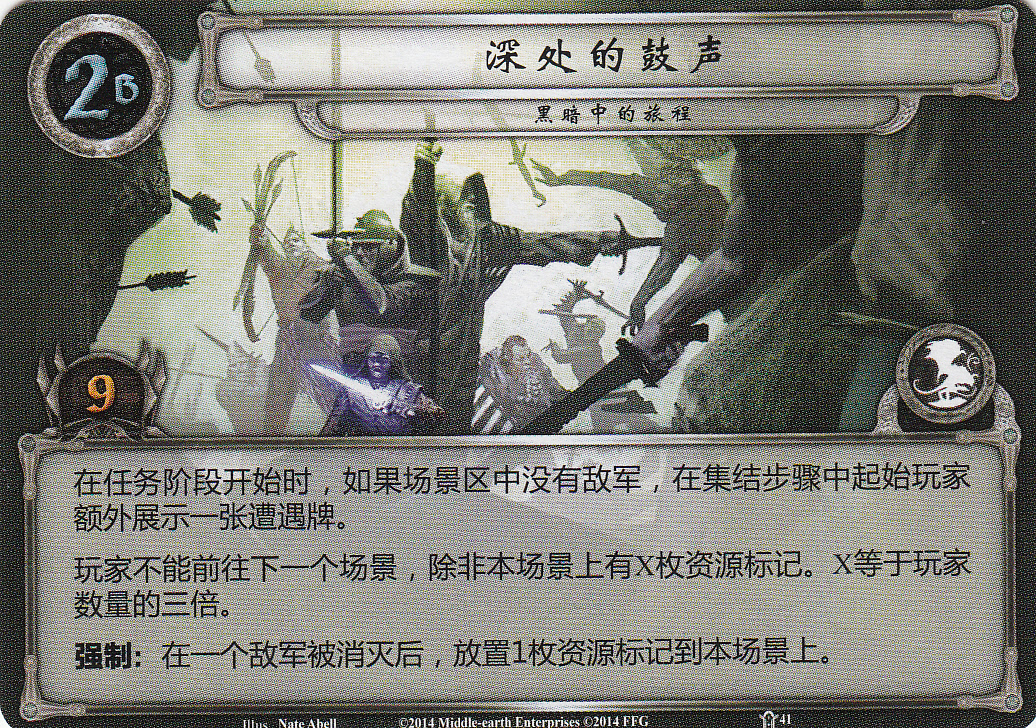 2B
深处的鼓声
黑暗中的旅程
9
在任务阶段开始时，如果场景区中没有敌军，在集结步骤中起始玩家
额外展示一张遭遇牌。
玩家不能前往下一个场景，除非本场景上有X枚资源标记。X等于玩家
数量的三倍。
强制：在一个敌军被消灭后，放置1枚资源标记到本场景上。
Illus. Nate Abell ©2014 Middle-earth Enterprises ©2014 FFG 41